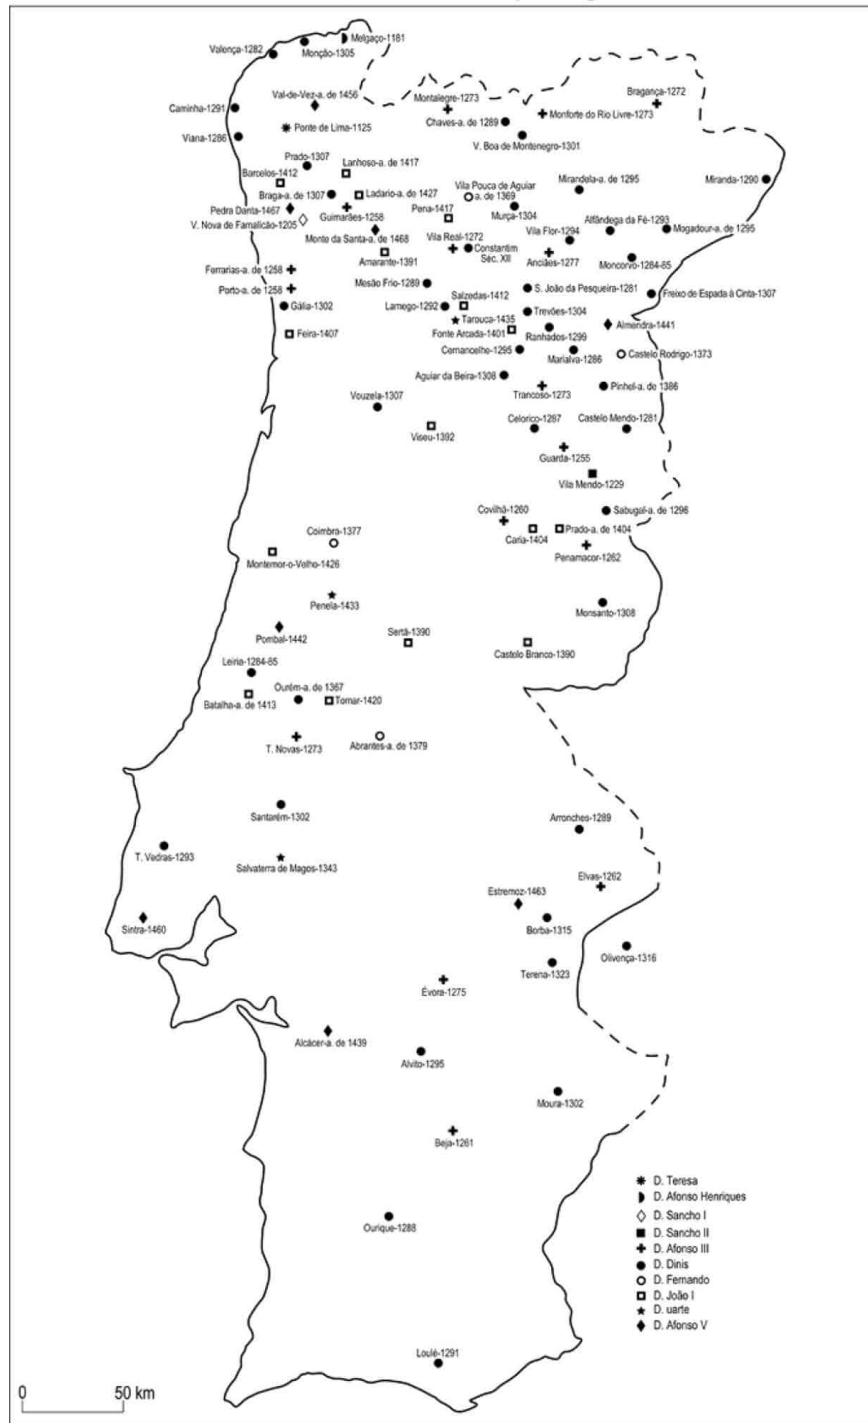 Melgaço-1181
Valença-1282
Monção-1305
Val-de-Vez-a. de 1456
Caminha-1291
Ponte de Lima-1125
Viana-1286
Montalegre-1273
Bragança-1272
Chaves-a. de 1289
Monforte do Rio Livre-1273
V. Boa de Montenegro-1301
Prado-1307
Lanhoso-a. de 1417
Barcelos-1412
Braga-a. de 1307
Ladario-a. de 1427
Vila Pouca de Aguiar
a. de 1369
Mirandela-a. de 1295
Miranda-1290
Pedra Danta-1467
V. Nova de Famalicão-1205
Guimarães-1258
Pena-1417
Murça-1304
Alfândega da Fé-1293
Mogadour-a. de 1295
Monte da Santa-a. de 1468
Vila Real-1272
Constantim
Séc. XII
Vila Flor-1294
Anciães-1277
Amarante-1391
Moncorvo-1284-85
Ferrarias-a. de 1258
Porto-a. de 1258
Mesão Frio-1289
S. João da Pesqueira-1281
Freixo de Espada à Cinta-1307
Gália-1302
Lamego-1292
Salzedas-1412
Trevões-1304
Tarouca-1435
Almendra-1441
Feira-1407
Fonte Arcada-1401
Ranhados-1299
Cernancelhe-1295
Marialva-1286
Castelo Rodrigo-1373
Aguiar da Beira-1308
Trancoso-1273
Pinhel-a. de 1386
Vouzela-1307
Viseu-1392
Celorico-1287
Castelo Mendo-1281
Guarda-1255
Vila Mendo-1229
Covilhã-1260
Sabugal-a. de 1296
Coimbra-1377
Caria-1404
Prado-a. de 1404
Montemor-o-Velho-1426
Penamacor-1262
Penela-1433
Monsanto-1308
Pombal-1442
Sertã-1390
Castelo Branco-1390
Leiria-1284-85
Ourém-a. de 1367
Batalha-a. de 1413
Tomar-1420
T. Novas-1273
Abrantes-a. de 1379
Santarém-1302
Arronches-1289
T. Vedras-1293
Salvaterra de Magos-1343
Elvas-1262
Estremoz-1463
Sintra-1460
Borba-1315
Olivença-1316
Terena-1323
Évora-1275
Alcácer-a. de 1439
Alvito-1295
Moura-1302
Beja-1261
Ourique-1288
Loulé-1291
D. Teresa
D. Afonso Henriques
D. Sancho I
D. Sancho II
D. Afonso III
D. Dinis
D. Fernando
D. João I
D. uarte
D. Afonso V
0 50 km